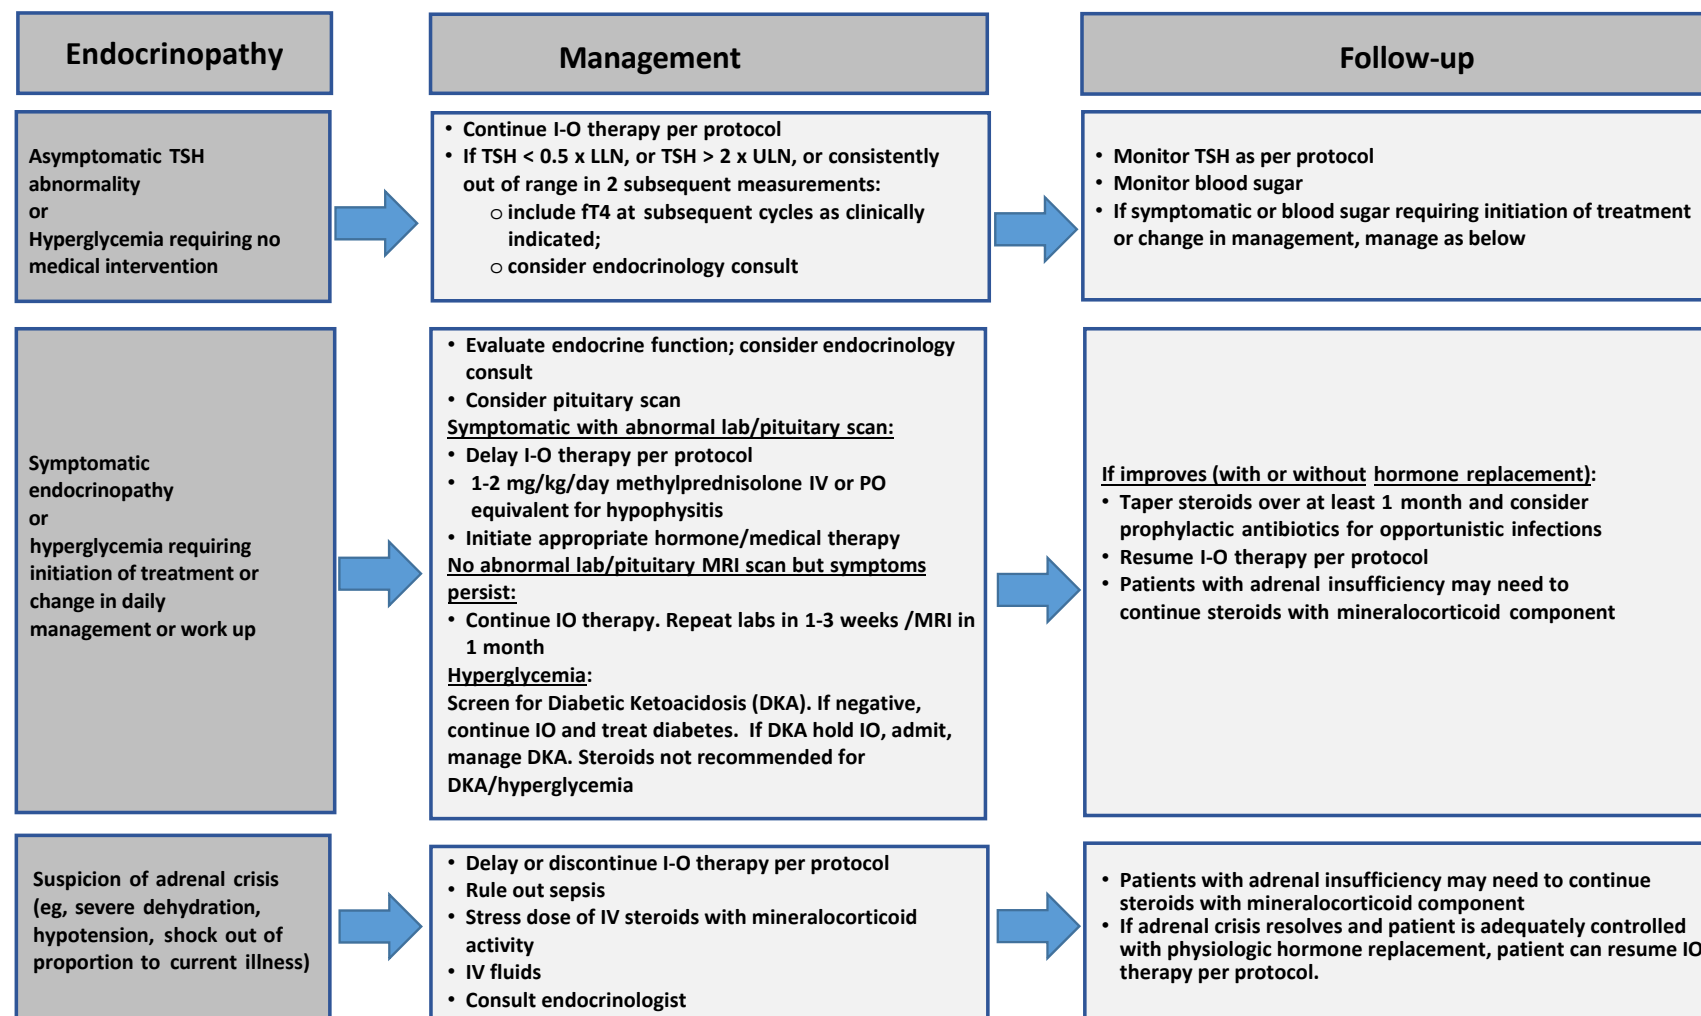 Endocrinopathy
Management
Follow-up
Asymptomatic TSH
abnormality
or
Hyperglycemia requiring no
medical intervention
• Continue I-O therapy per protocol
• If TSH < 0.5 x LLN, or TSH > 2 x ULN, or consistently
out of range in 2 subsequent measurements:
o include fT4 at subsequent cycles as clinically
indicated;
o consider endocrinology consult
• Monitor TSH as per protocol
• Monitor blood sugar
• If symptomatic or blood sugar requiring initiation of treatment
or change in management, manage as below
Symptomatic
endocrinopathy
or
hyperglycemia requiring
initiation of treatment or
change in daily
management or work up
• Evaluate endocrine function; consider endocrinology
consult
• Consider pituitary scan
Symptomatic with abnormal lab/pituitary scan:
• Delay I-O therapy per protocol
• 1-2 mg/kg/day methylprednisolone IV or PO
equivalent for hypophysitis
• Initiate appropriate hormone/medical therapy
No abnormal lab/pituitary MRI scan but symptoms
persist:
• Continue IO therapy. Repeat labs in 1-3 weeks /MRI in
1 month
Hyperglycemia:
Screen for Diabetic Ketoacidosis (DKA). If negative,
continue IO and treat diabetes. If DKA hold IO, admit,
manage DKA. Steroids not recommended for
DKA/hyperglycemia
If improves (with or without hormone replacement):
• Taper steroids over at least 1 month and consider
prophylactic antibiotics for opportunistic infections
• Resume I-O therapy per protocol
• Patients with adrenal insufficiency may need to
continue steroids with mineralocorticoid component
Suspicion of adrenal crisis
(eg, severe dehydration,
hypotension, shock out of
proportion to current illness)
• Delay or discontinue I-O therapy per protocol
• Rule out sepsis
• Stress dose of IV steroids with mineralocorticoid
activity
• IV fluids
• Consult endocrinologist
• Patients with adrenal insufficiency may need to continue
steroids with mineralocorticoid component
• If adrenal crisis resolves and patient is adequately controlled
with physiologic hormone replacement, patient can resume IO
therapy per protocol.